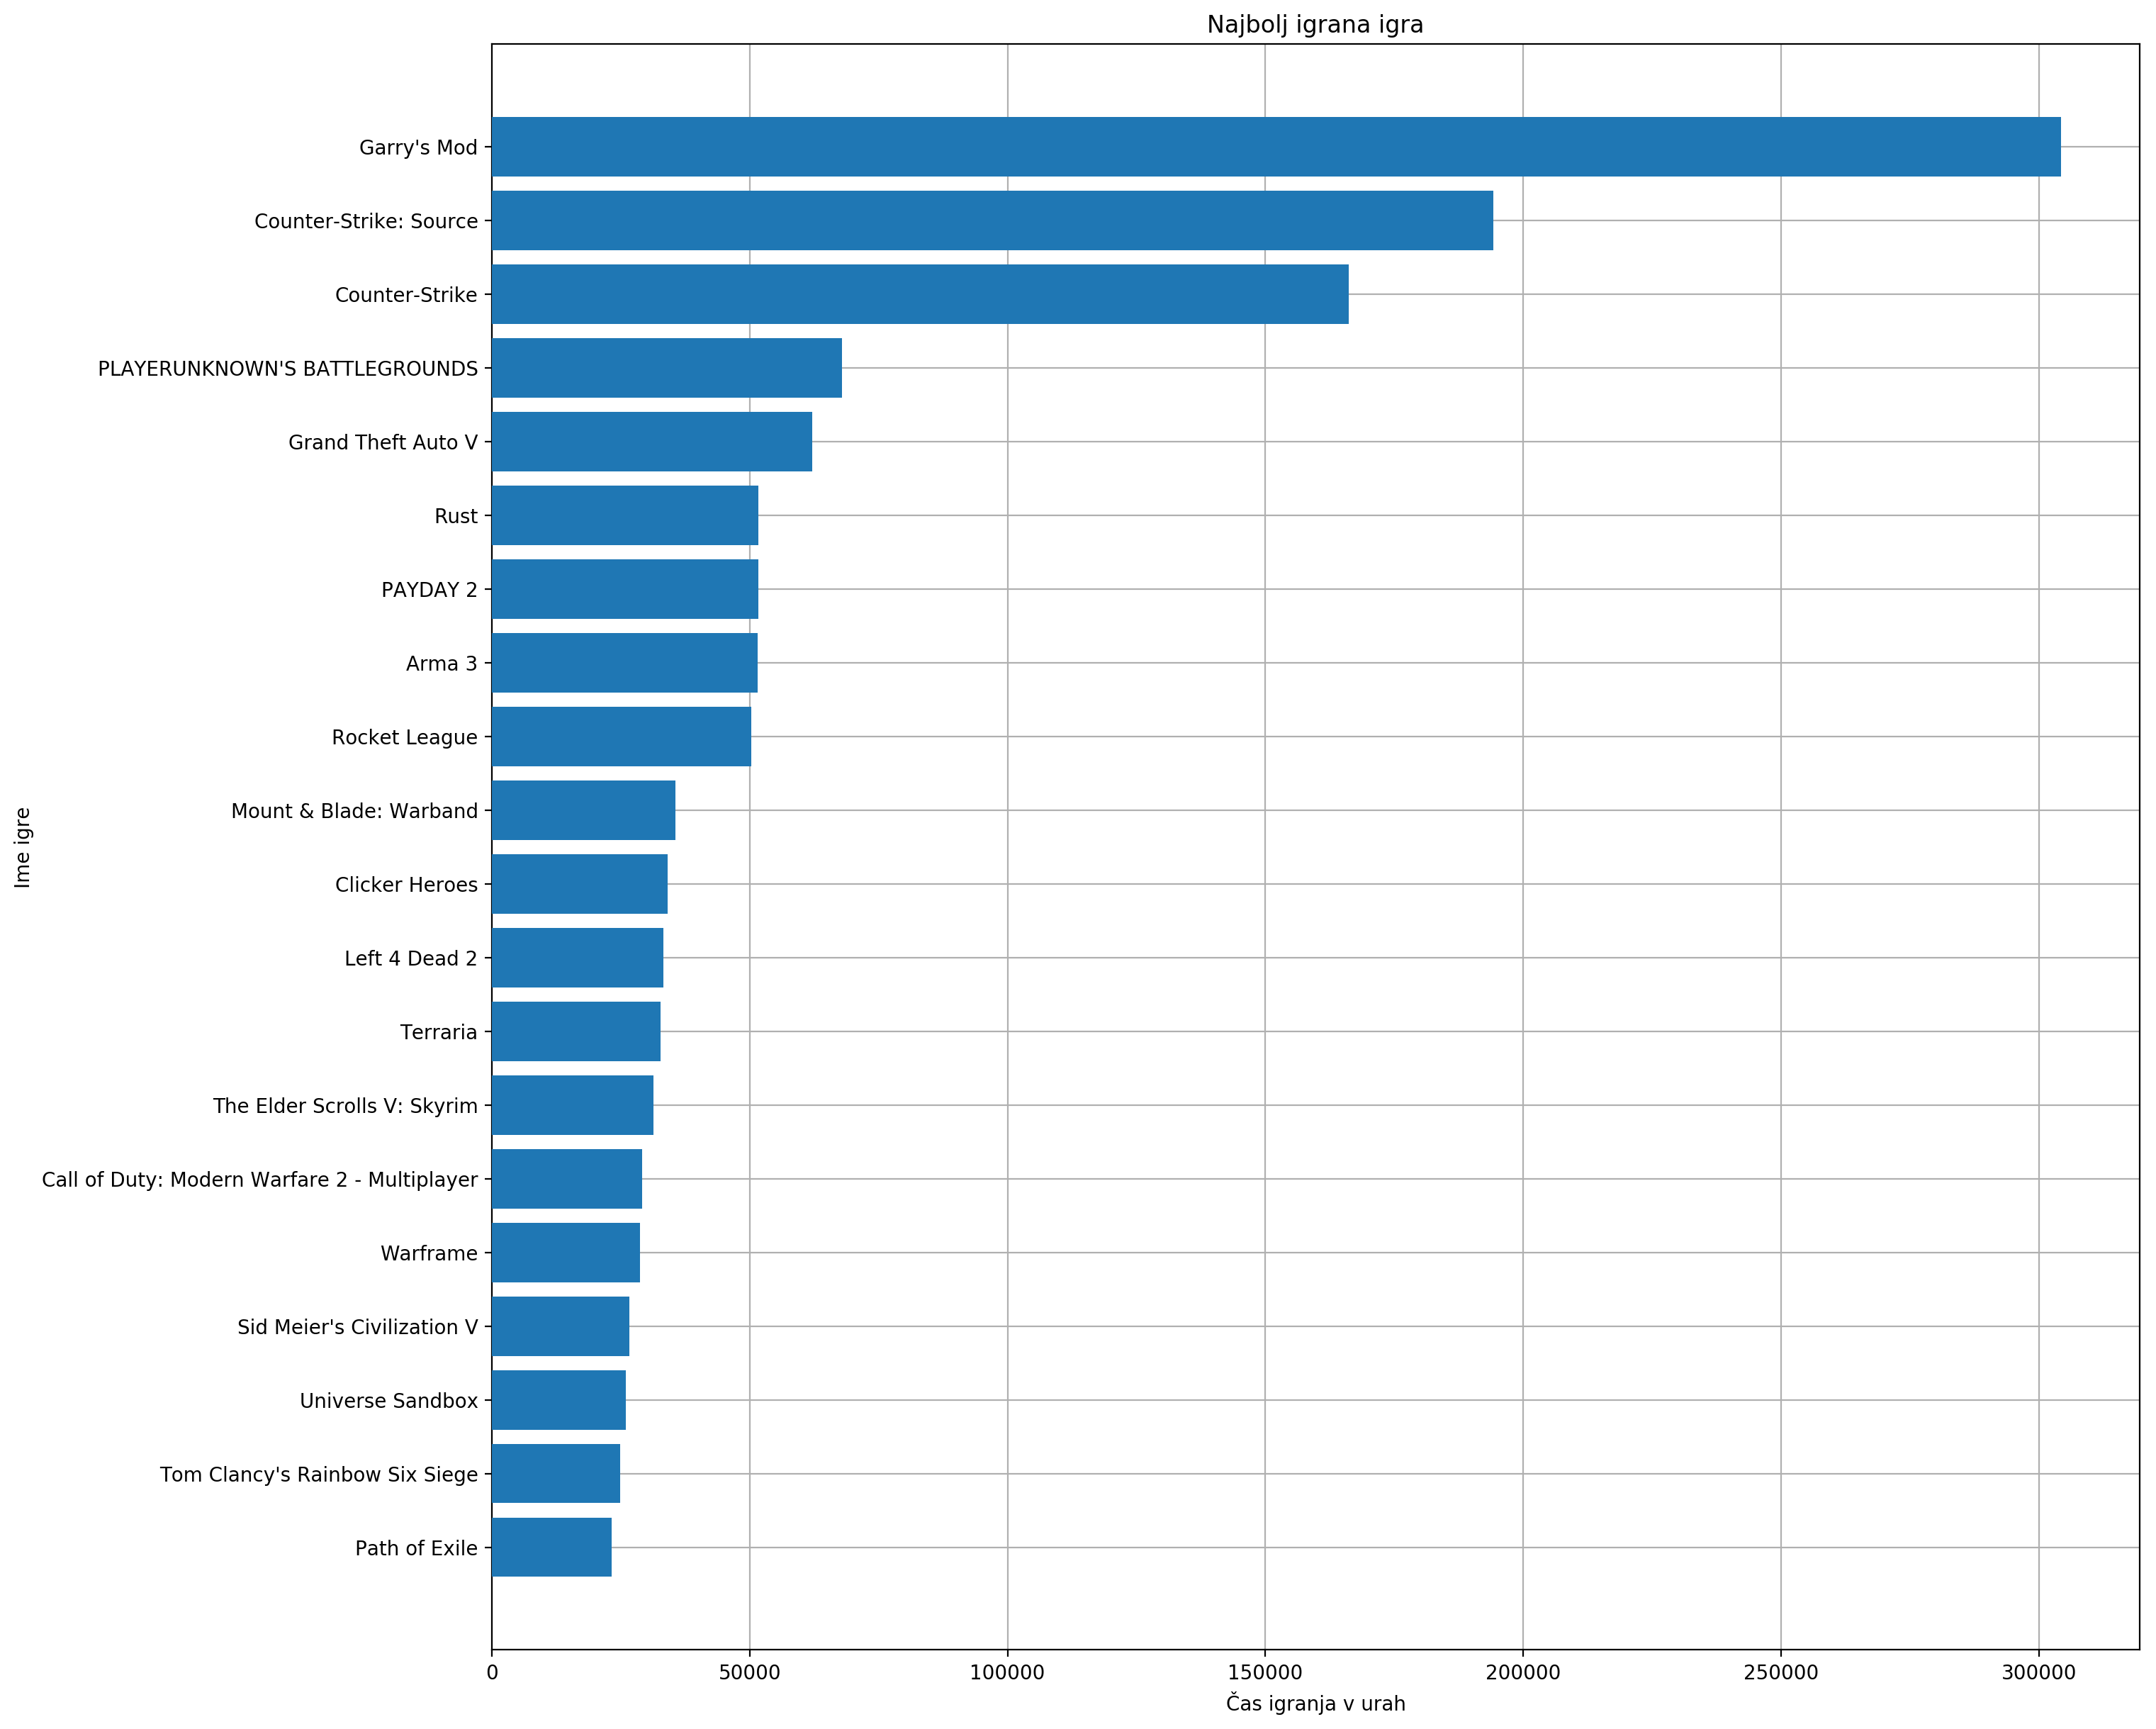 Najbolj igrana igra
Garry's Mod
Counter-Strike: Source
Counter-Strike
PLAYERUNKNOWN'S BATTLEGROUNDS
Grand Theft Auto V
Rust
PAYDAY 2
Arma 3
Rocket League
Mount & Blade: Warband
Clicker Heroes
Left 4 Dead 2
Terraria
The Elder Scrolls V: Skyrim
Call of Duty: Modern Warfare 2 - Multiplayer
Warframe
Sid Meier's Civilization V
Universe Sandbox
Tom Clancy's Rainbow Six Siege
Path of Exile
Ime igre
0 50000 100000 150000 200000 250000 300000
Čas igranja v urah